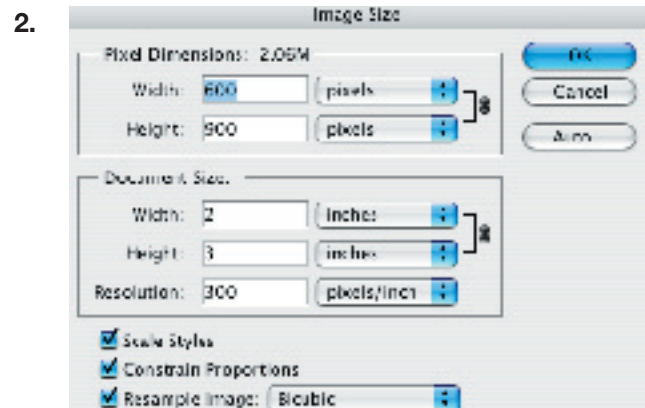 2.
Image Size
Pixel Dimensions: 2.06M
OK
Width: 600 pixels
Cancel
Height: 900 pixels
Auto
Document Size:
Width: 2 inches
Height: 3 inches
Resolution: 300 pixels/inch
Scale Styles
Constrain Proportions
Resample Image: Bicubic